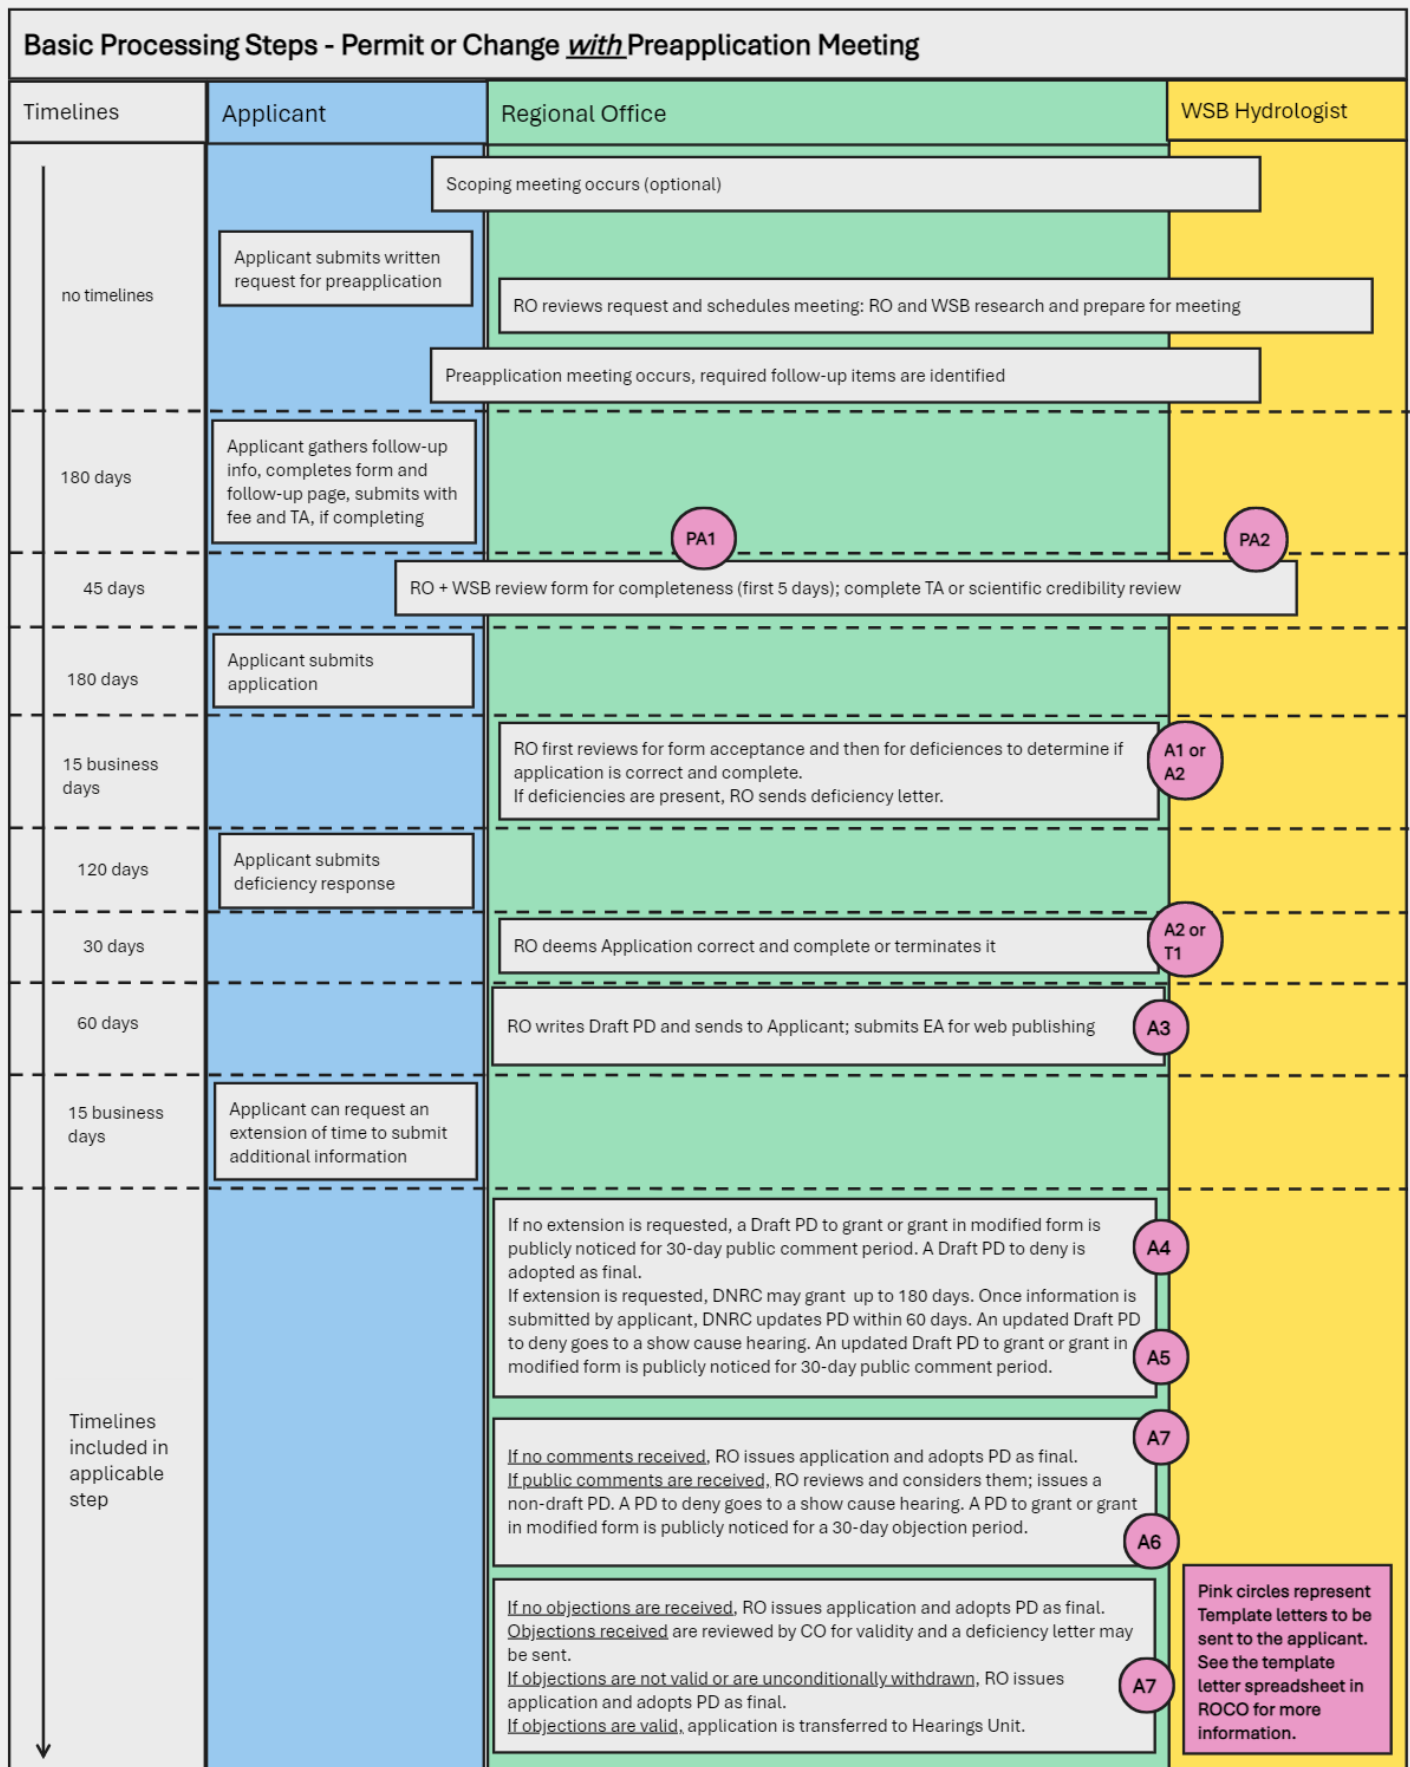 Basic Processing Steps - Permit or Change with Preapplication Meeting
Timelines
Applicant
Regional Office
WSB Hydrologist
Scoping meeting occurs (optional)
no timelines
Applicant submits written
request for preapplication
RO reviews request and schedules meeting: RO and WSB research and prepare for meeting
Preapplication meeting occurs, required follow-up items are identified
180 days
Applicant gathers follow-up
info, completes form and
follow-up page, submits with
fee and TA, if completing
PA1
PA2
45 days
RO + WSB review form for completeness (first 5 days); complete TA or scientific credibility review
180 days
Applicant submits
application
15 business
days
RO first reviews for form acceptance and then for deficiences to determine if
application is correct and complete.
If deficiencies are present, RO sends deficiency letter.
A1 or
A2
120 days
Applicant submits
deficiency response
30 days
RO deems Application correct and complete or terminates it
A2 or
T1
60 days
RO writes Draft PD and sends to Applicant; submits EA for web publishing
A3
15 business
days
Applicant can request an
extension of time to submit
additional information
Timelines
included in
applicable
step
If no extension is requested, a Draft PD to grant or grant in modified form is
publicly noticed for 30-day public comment period. A Draft PD to deny is
adopted as final.
If extension is requested, DNRC may grant up to 180 days. Once information is
submitted by applicant, DNRC updates PD within 60 days. An updated Draft PD
to deny goes to a show cause hearing. An updated Draft PD to grant or grant in
modified form is publicly noticed for 30-day public comment period.
A4
A5
If no comments received, RO issues application and adopts PD as final.
If public comments are received, RO reviews and considers them; issues a
non-draft PD. A PD to deny goes to a show cause hearing. A PD to grant or grant
in modified form is publicly noticed for a 30-day objection period.
A7
A6
If no objections are received, RO issues application and adopts PD as final.
Objections received are reviewed by CO for validity and a deficiency letter may
be sent.
If objections are not valid or are unconditionally withdrawn, RO issues
application and adopts PD as final.
If objections are valid, application is transferred to Hearings Unit.
A7
Pink circles represent
Template letters to be
sent to the applicant.
See the template
letter spreadsheet in
ROCO for more
information.